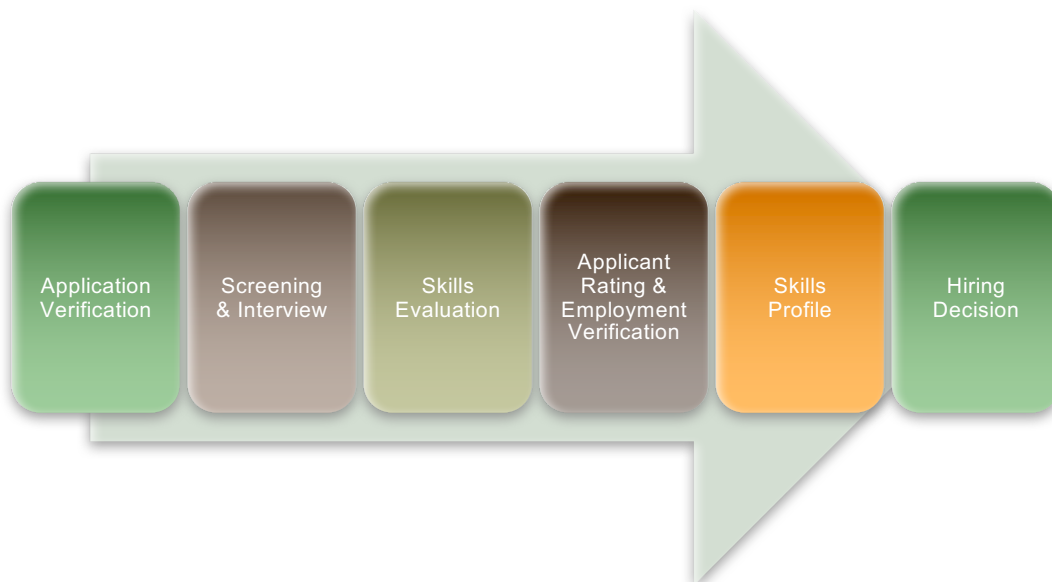 Application
Verification
Screening
& Interview
Skills
Evaluation
Applicant
Rating &
Employment
Verification
Skills
Profile
Hiring
Decision